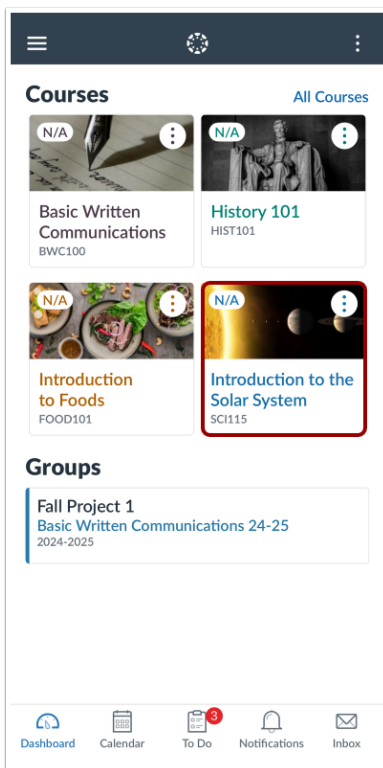 Courses
All Courses
N/A
N/A
Basic Written
Communications
BWC100
History 101
HIST101
N/A
N/A
Introduction
to Foods
FOOD101
Introduction to the
Solar System
SCI115
Groups
Fall Project 1
Basic Written Communications 24-25
2024-2025
3
Dashboard
Calendar
To Do
Notifications
Inbox